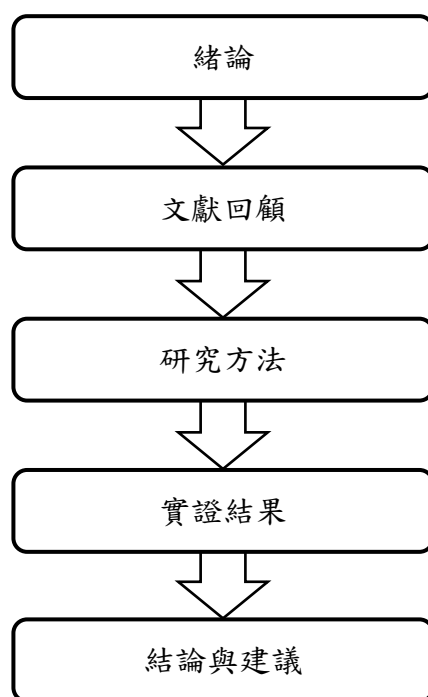 緒論
文獻回顧
研究方法
實證結果
結論與建議